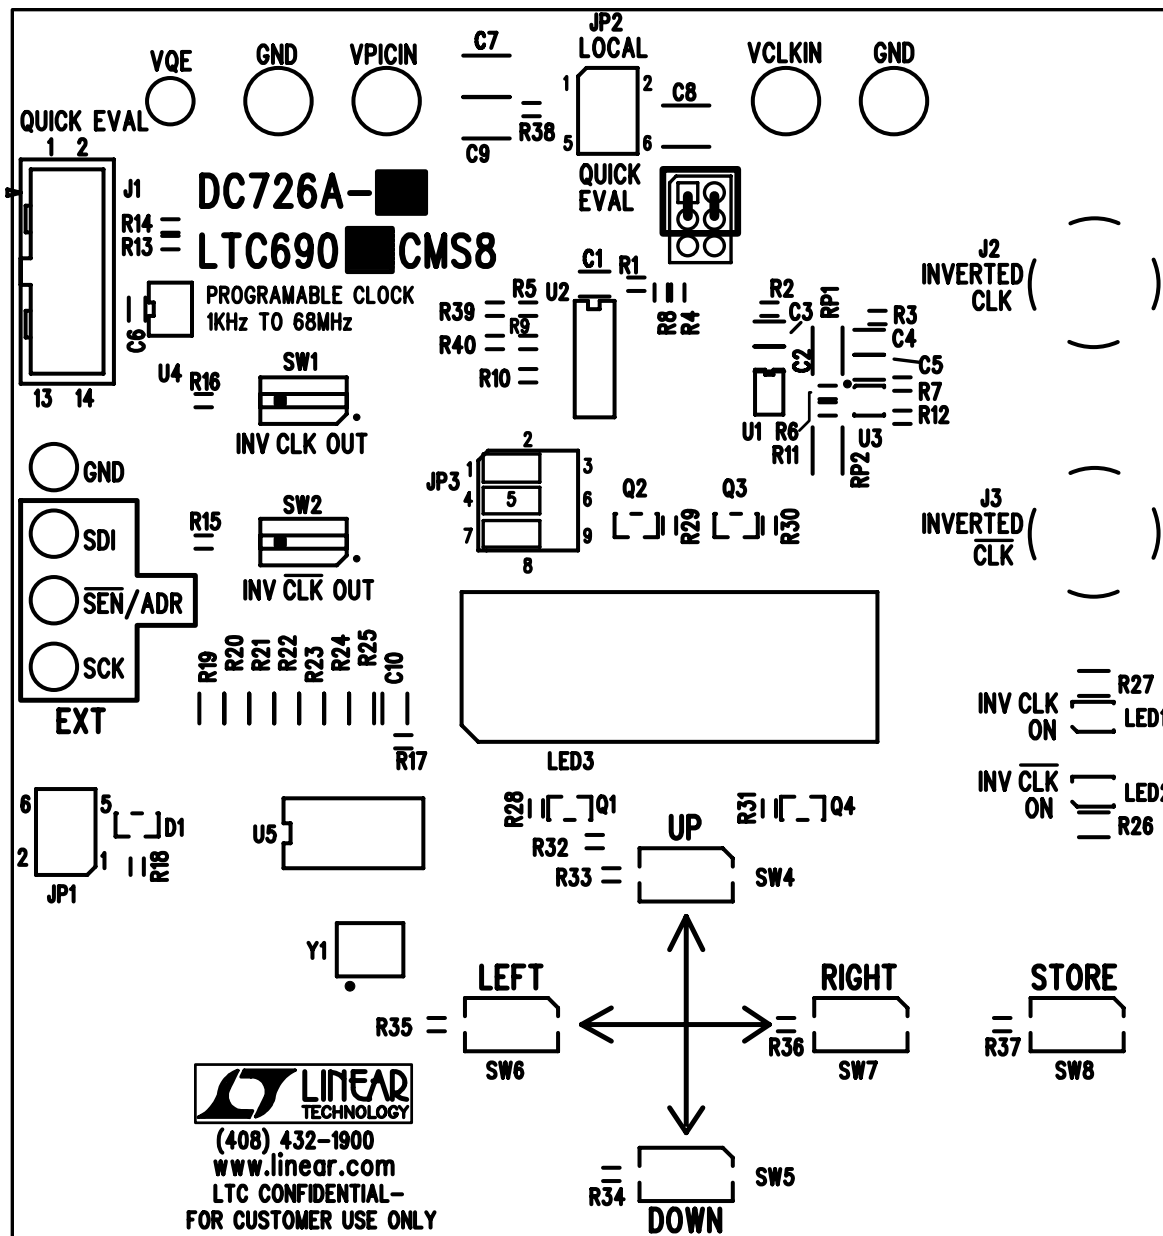 JP2
LOCAL
C7
VQE
GND
VPICIN
VCLKIN
GND
1
2
C8
R38
QUICK EVAL
1 2
C9
5
6
QUICK
EVAL
J1
DC726A-
R14
R13
LTC690 CMS8
J2
INVERTED
CLK
C1
R1
PROGRAMABLE CLOCK
1KHz TO 68MHz
R5
U2
R39
R8
R4
R2
C3
RP1
R3
C4
C6
R9
R40
C2
C5
U4
SW1
R16
R10
R7
13 14
R12
INV CLK OUT
U1
R6
U3
R11
RP2
2
GND
JP3
1
3
4
5
6
7
9
8
Q2
Q3
R29
R30
J3
INVERTED
CLK
SW2
R15
SDI
INV CLK OUT
SEN/ADR
SCK
EXT
R19
R20
R21
R22
R23
R24
R25
C10
R17
R27
INV CLK
ON
LED1
LED3
INV CLK
ON
LED2
R26
6
5
D1
2
1
R18
JP1
U5
R28
Q1
R31
Q4
R32
UP
R33
SW4
Y1
LEFT
RIGHT
STORE
R35
R36
R37
SW6
SW7
SW8
LINEAR
TECHNOLOGY
(408) 432-1900
www.linear.com
LTC CONFIDENTIAL-
FOR CUSTOMER USE ONLY
R34
SW5
DOWN